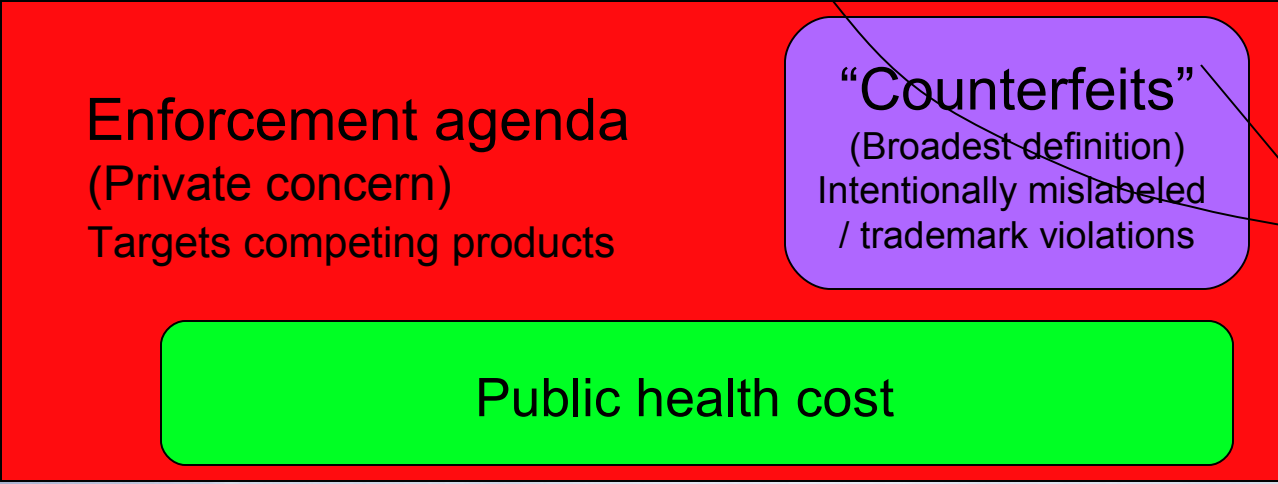 Enforcement agenda
(Private concern)
Targets competing products
“Counterfeits”
(Broadest definition)
Intentionally mislabeled
/ trademark violations
Public health cost